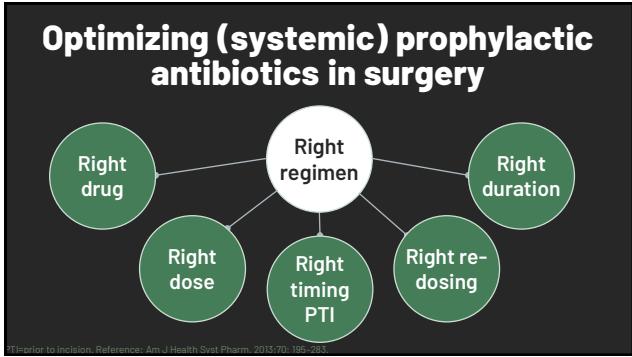 Optimizing (systemic) prophylactic
antibiotics in surgery
Right
regimen
Right
drug
Right
duration
Right
dose
Right
timing
PTI
Right re-
dosing
PTI=prior to incision. Reference: Am J Health Syst Pharm. 2013;70: 195-283.